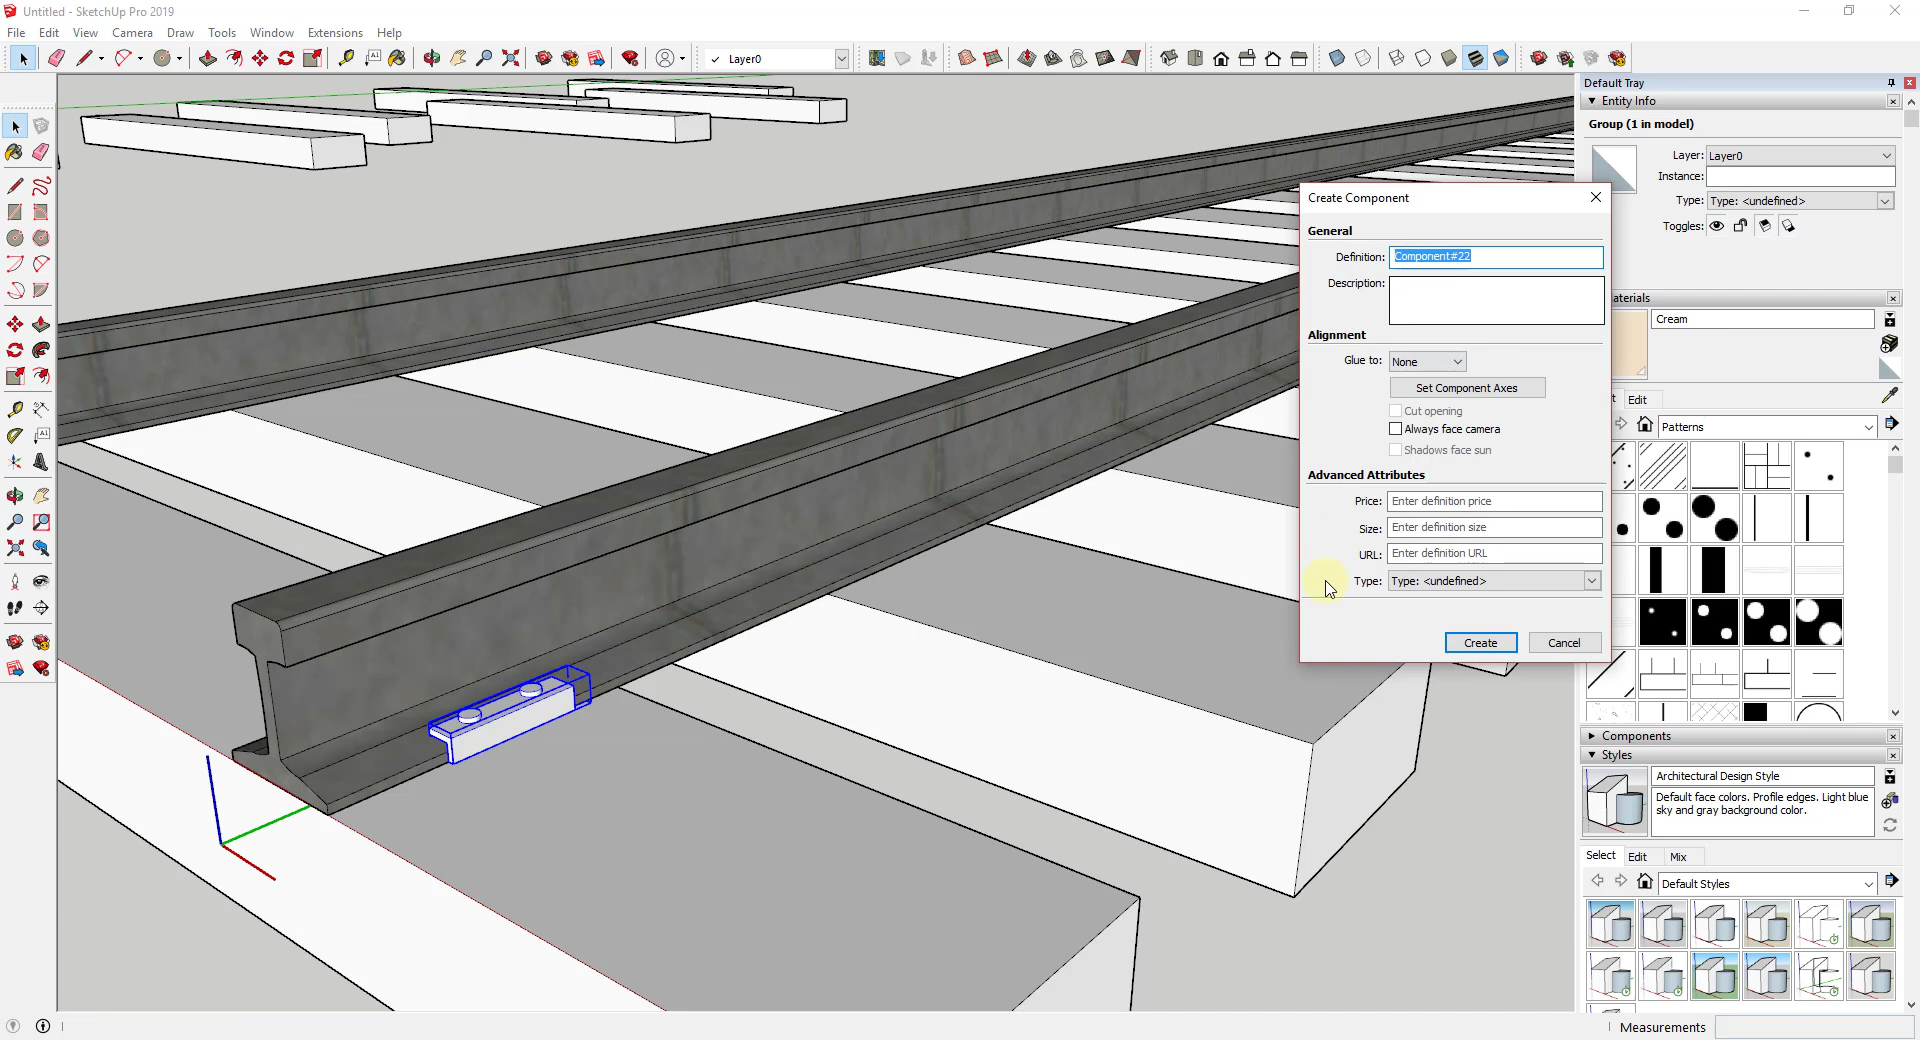 Untitled - SketchUp Pro 2019
File Edit View Camera Draw Tools Window Extensions Help
Layer0
Default Tray
Entity Info
Group (1 in model)
Layer: Layer0
Instance:
Type: Type: <undefined>
Toggles:
Create Component
General
Definition: Component#22
Description:
Alignment
Glue to: None
Set Component Axes
Cut opening
Always face camera
Shadows face sun
Advanced Attributes
Price: Enter definition price
Size: Enter definition size
URL: Enter definition URL
Type: Type: <undefined>
Create Cancel
aterials
Cream
t Edit
Patterns
Components
Styles
Architectural Design Style
Default face colors. Profile edges. Light blue
sky and gray background color.
Select Edit Mix
Default Styles
Measurements